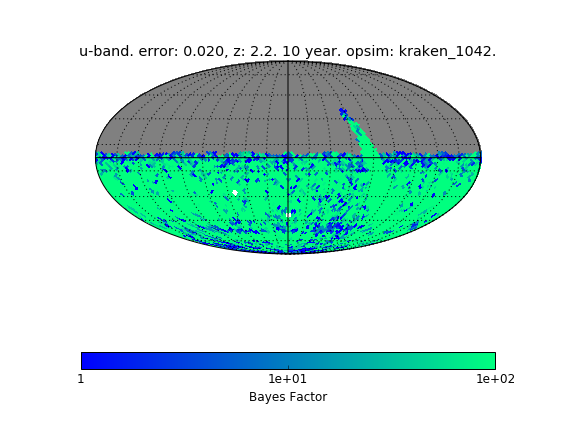 u-band. error: 0.020, z: 2.2. 10 year. opsim: kraken_1042.
1 1e+01 1e+02
Bayes Factor